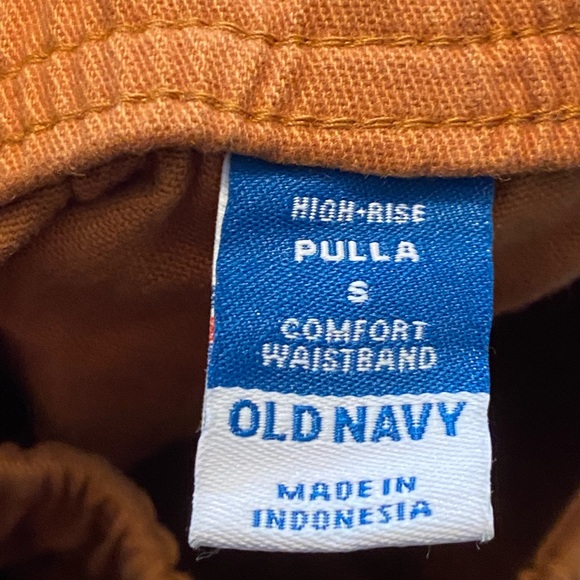 HIGH-RISE
PULLA
S
COMFORT
WAISTBAND
OLD NAVY
MADE IN
INDONESIA